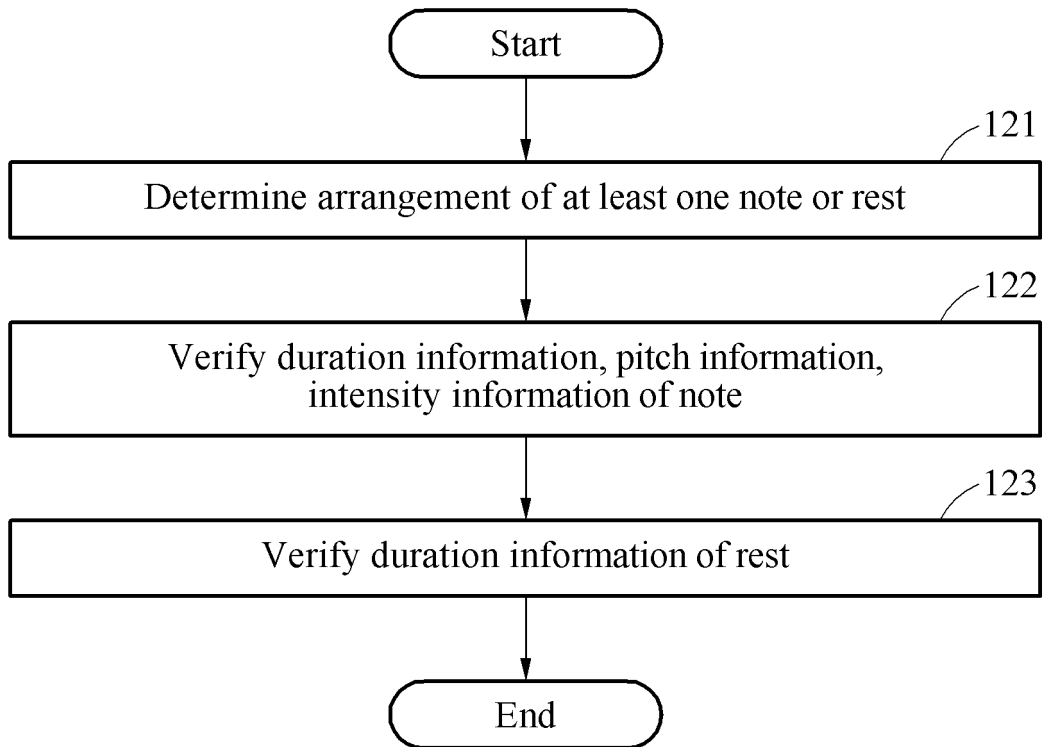 Start
121
Determine arrangement of at least one note or rest
122
Verify duration information, pitch information,
intensity information of note
123
Verify duration information of rest
End